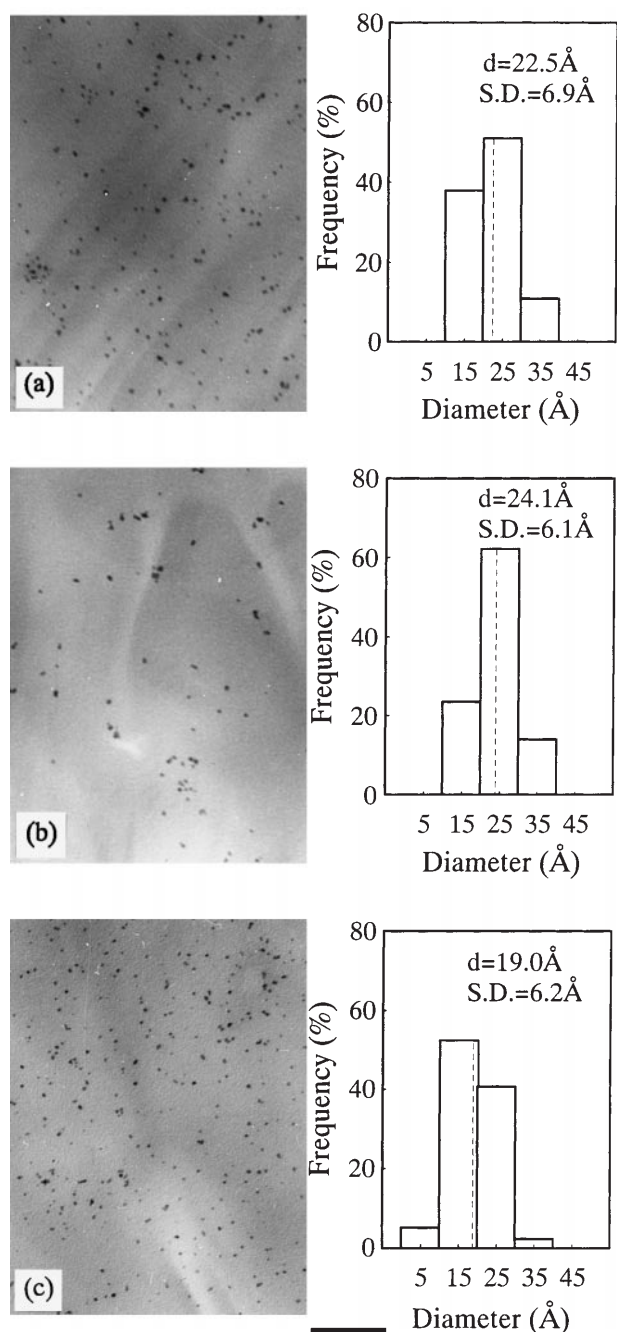 (a)
80
60
40
20
0
Frequency (%)
d=22.5Å
S.D.=6.9Å
5 15 25 35 45
Diameter (Å)
(b)
80
60
40
20
0
Frequency (%)
d=24.1Å
S.D.=6.1Å
5 15 25 35 45
Diameter (Å)
(c)
80
60
40
20
0
Frequency (%)
d=19.0Å
S.D.=6.2Å
5 15 25 35 45
Diameter (Å)